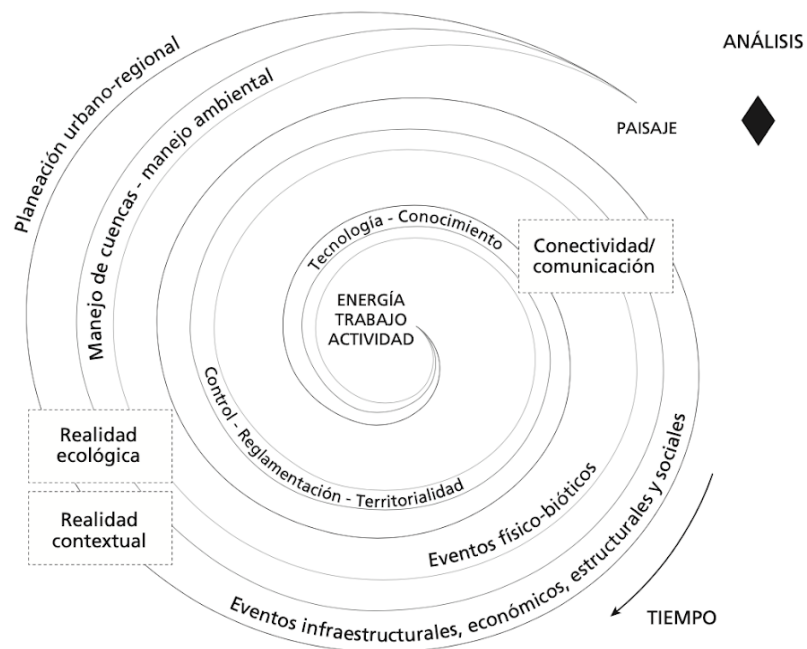 ANÁLISIS
PAISAJE
Planeación urbano-regional
Manejo de cuencas - manejo ambiental
Tecnología - Conocimiento
Conectividad/
comunicación
ENERGÍA
TRABAJO
ACTIVIDAD
Control - Reglamentación - Territorialidad
Realidad
ecológica
Realidad
contextual
Eventos físico-bióticos
Eventos infraestructurales, económicos, estructurales y sociales
TIEMPO